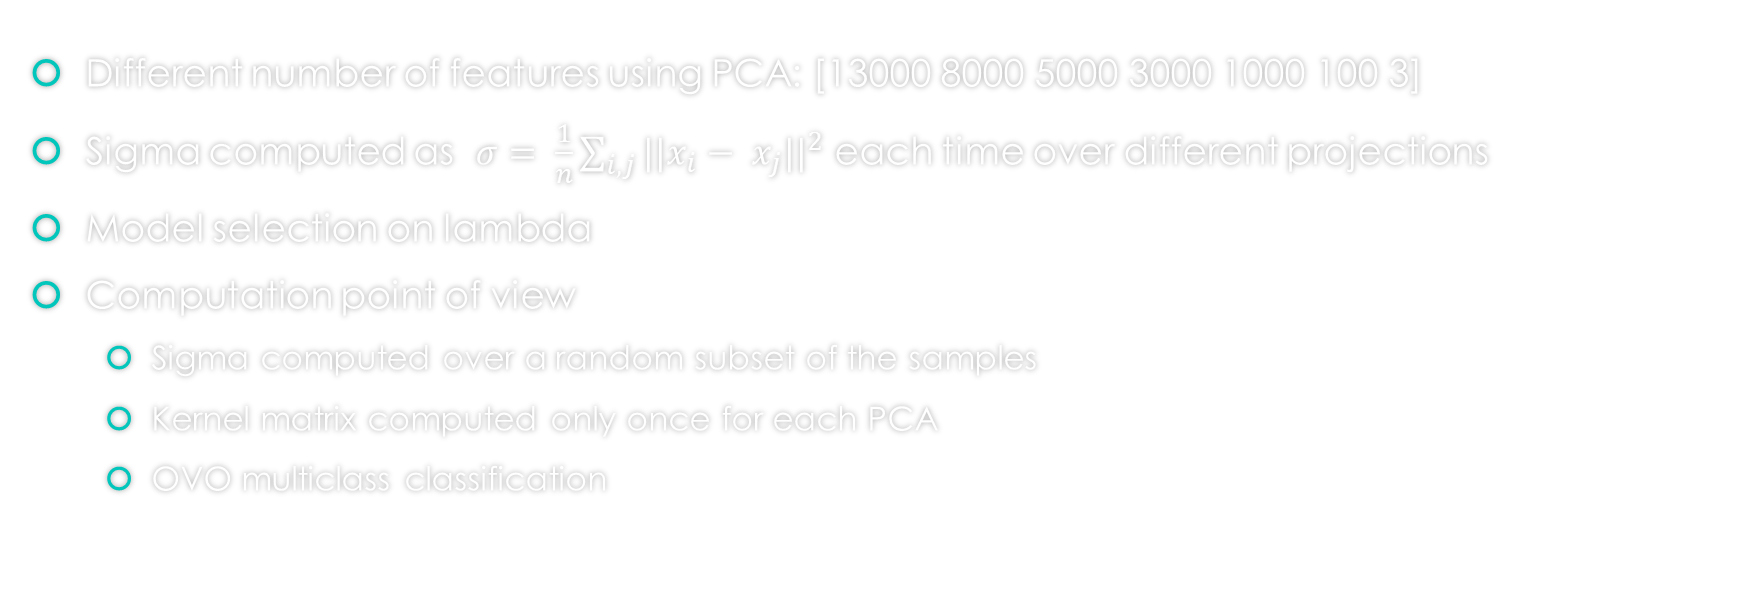 Different number of features using PCA: [13000 8000 5000 3000 1000 100 3]
Sigma computed as σ = 1/n ∑i,j ||xi − xj||² each time over different projections
Model selection on lambda
Computation point of view
Sigma computed over a random subset of the samples
Kernel matrix computed only once for each PCA
OVO multiclass classification